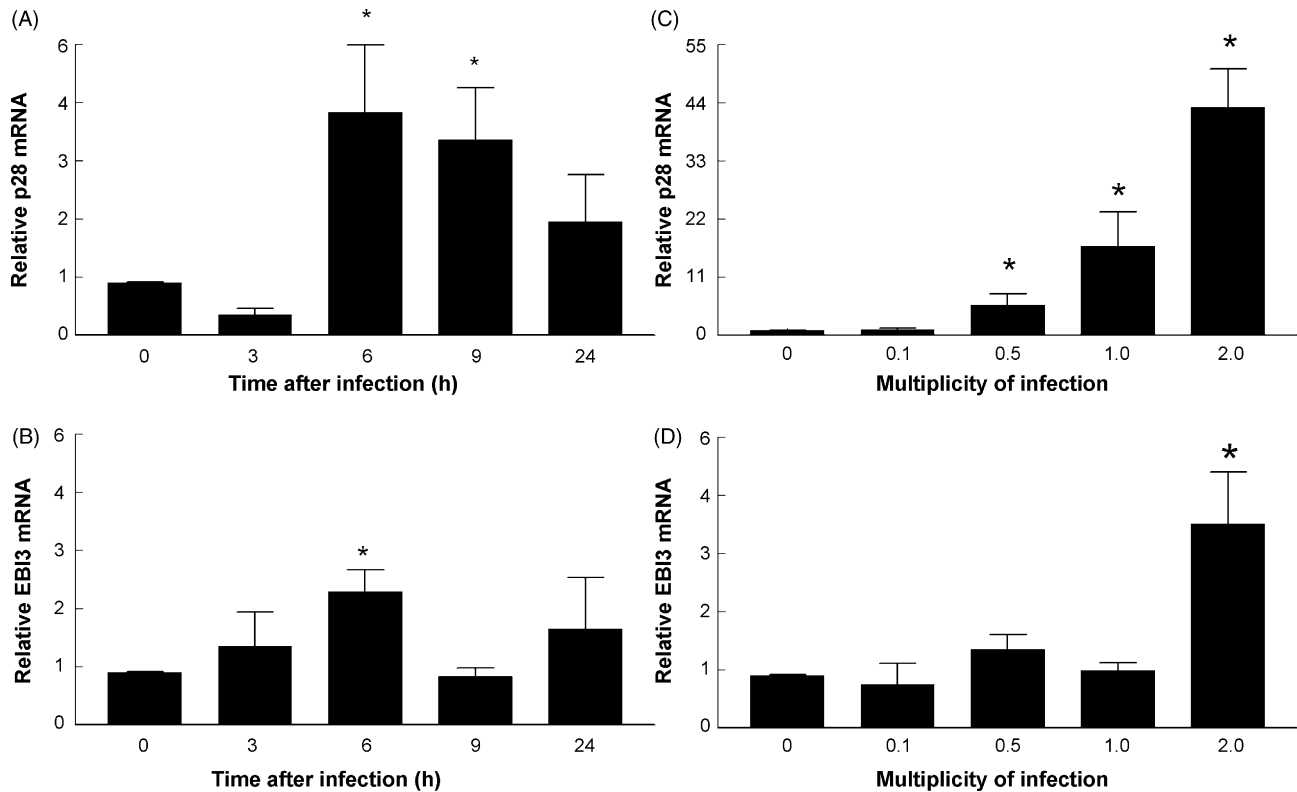 (A)
*
*
6
4
3
2
1
0
Relative p28 mRNA
0 3 6 9 24
Time after infection (h)
(C)
*
*
*
55
44
33
22
11
0
Relative p28 mRNA
0 0.1 0.5 1.0 2.0
Multiplicity of infection
(B)
*
6
4
3
2
1
0
Relative EBI3 mRNA
0 3 6 9 24
Time after infection (h)
(D)
*
6
4
3
2
1
0
Relative EBI3 mRNA
0 0.1 0.5 1.0 2.0
Multiplicity of infection